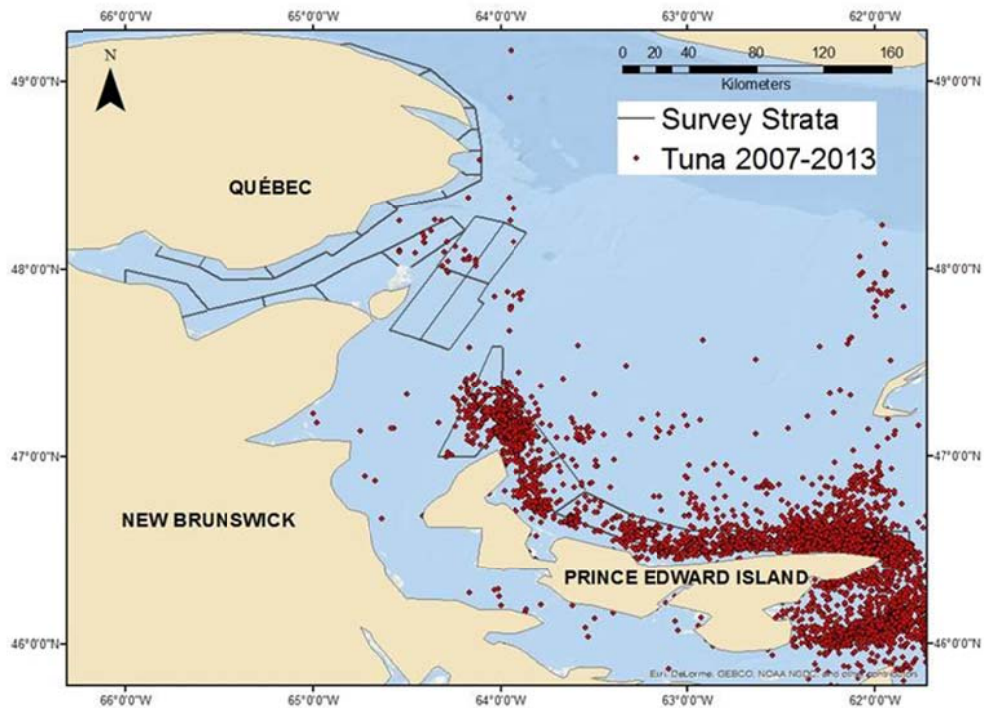 66°0'0"W 65°0'0"W 64°0'0"W 63°0'0"W 62°0'0"W
49°0'0"N 49°0'0"N
N
0 20 40 80 120 160
Kilometers
Survey Strata
Tuna 2007-2013
QUÉBEC
48°0'0"N 48°0'0"N
47°0'0"N 47°0'0"N
NEW BRUNSWICK
PRINCE EDWARD ISLAND
46°0'0"N 46°0'0"N
Esri, DeLorme, GEBCO, NOAA NGDC, and other contributors
66°0'0"W 65°0'0"W 64°0'0"W 63°0'0"W 62°0'0"W